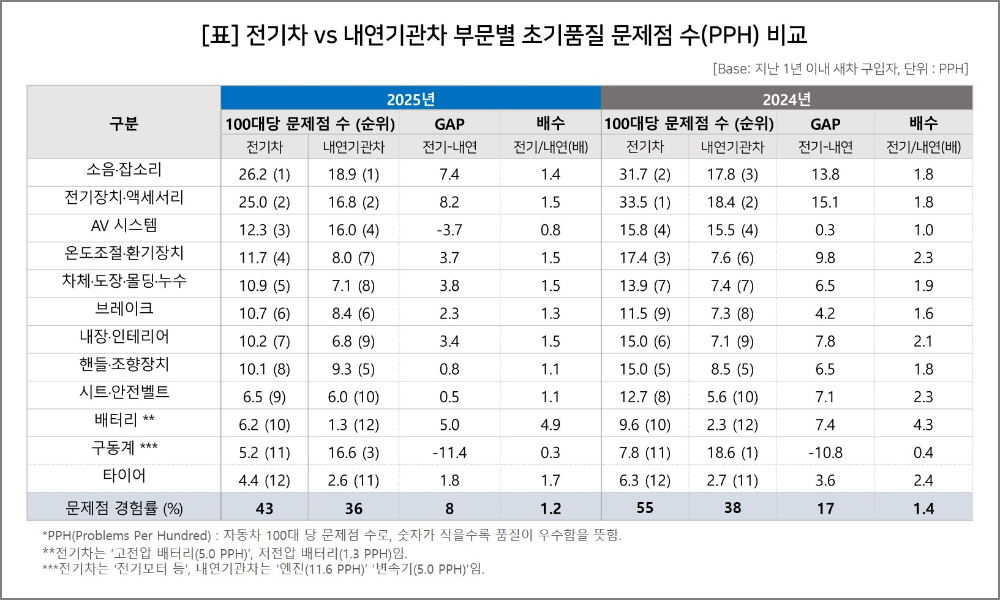 [표] 전기차 vs 내연기관차 부문별 초기품질 문제점 수(PPH) 비교
[Base: 지난 1년 이내 새차 구입자, 단위 : PPH]
구분 2025년 2024년
100대당 문제점 수 (순위) GAP 배수 100대당 문제점 수 (순위) GAP 배수
전기차 내연기관차 전기-내연 전기/내연(배) 전기차 내연기관차 전기-내연 전기/내연(배)
소음·잡소리 26.2 (1) 18.9 (1) 7.4 1.4 31.7 (2) 17.8 (3) 13.8 1.8
전기장치·액세서리 25.0 (2) 16.8 (2) 8.2 1.5 33.5 (1) 18.4 (2) 15.1 1.8
AV 시스템 12.3 (3) 16.0 (4) -3.7 0.8 15.8 (4) 15.5 (4) 0.3 1.0
온도조절·환기장치 11.7 (4) 8.0 (7) 3.7 1.5 17.4 (3) 7.6 (6) 9.8 2.3
차체·도장·몰딩·누수 10.9 (5) 7.1 (8) 3.8 1.5 13.9 (7) 7.4 (7) 6.5 1.9
브레이크 10.7 (6) 8.4 (6) 2.3 1.3 11.5 (9) 7.3 (8) 4.2 1.6
내장·인테리어 10.2 (7) 6.8 (9) 3.4 1.5 15.0 (6) 7.1 (9) 7.8 2.1
핸들·조향장치 10.1 (8) 9.3 (5) 0.8 1.1 15.0 (5) 8.5 (5) 6.5 1.8
시트·안전벨트 6.5 (9) 6.0 (10) 0.5 1.1 12.7 (8) 5.6 (10) 7.1 2.3
배터리 ** 6.2 (10) 1.3 (12) 5.0 4.9 9.6 (10) 2.3 (12) 7.4 4.3
구동계 *** 5.2 (11) 16.6 (3) -11.4 0.3 7.8 (11) 18.6 (1) -10.8 0.4
타이어 4.4 (12) 2.6 (11) 1.8 1.7 6.3 (12) 2.7 (11) 3.6 2.4
문제점 경험률 (%) 43 36 8 1.2 55 38 17 1.4
*PPH(Problems Per Hundred) : 자동차 100대 당 문제점 수로, 숫자가 작을수록 품질이 우수함을 뜻함.
**전기차는 ‘고전압 배터리(5.0 PPH)’, 저전압 배터리(1.3 PPH)임.
***전기차는 ‘전기모터 등’, 내연기관차는 ‘엔진(11.6 PPH)’ ’변속기(5.0 PPH)’임.